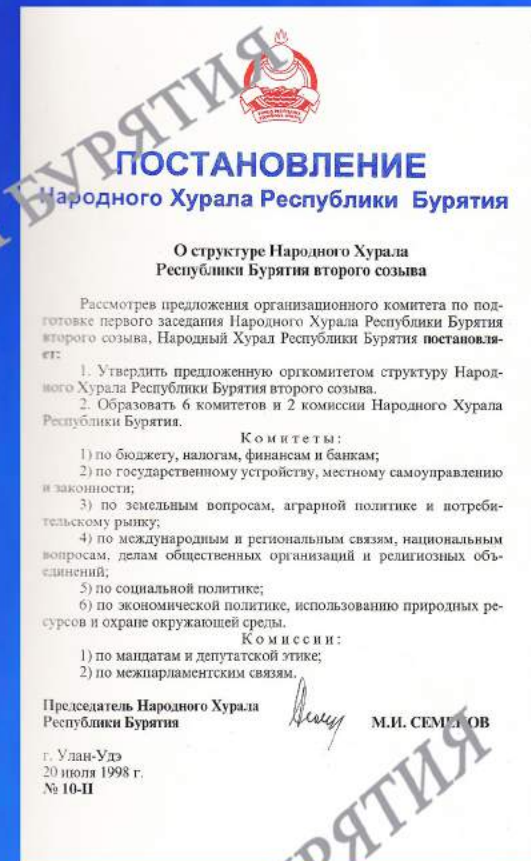 БУРЯТИЯ
ПОСТАНОВЛЕНИЕ
Народного Хурала Республики Бурятия
О структуре Народного Хурала
Республики Бурятия второго созыва
Рассмотрев предложения организационного комитета по под-
готовке первого заседания Народного Хурала Республики Бурятия
второго созыва, Народный Хурал Республики Бурятия постановля-
ет:
1. Утвердить предложенную оргкомитетом структуру Народ-
ного Хурала Республики Бурятия второго созыва.
2. Образовать 6 комитетов и 2 комиссии Народного Хурала
Республики Бурятия.
Комитеты:
1) по бюджету, налогам, финансам и банкам;
2) по государственному устройству, местному самоуправлению
и законности;
3) по земельным вопросам, аграрной политике и потреби-
тельскому рынку;
4) по международным и региональным связям, национальным
вопросам, делам общественных организаций и религиозных объ-
единений;
5) по социальной политике;
6) по экономической политике, использованию природных ре-
сурсов и охране окружающей среды.
Комиссии:
1) по мандатам и депутатской этике;
2) по межпарламентским связям.
Председатель Народного Хурала
Республики Бурятия М.И. СЕМЕНОВ
г. Улан-Удэ
20 июля 1998 г.
№ 10-II